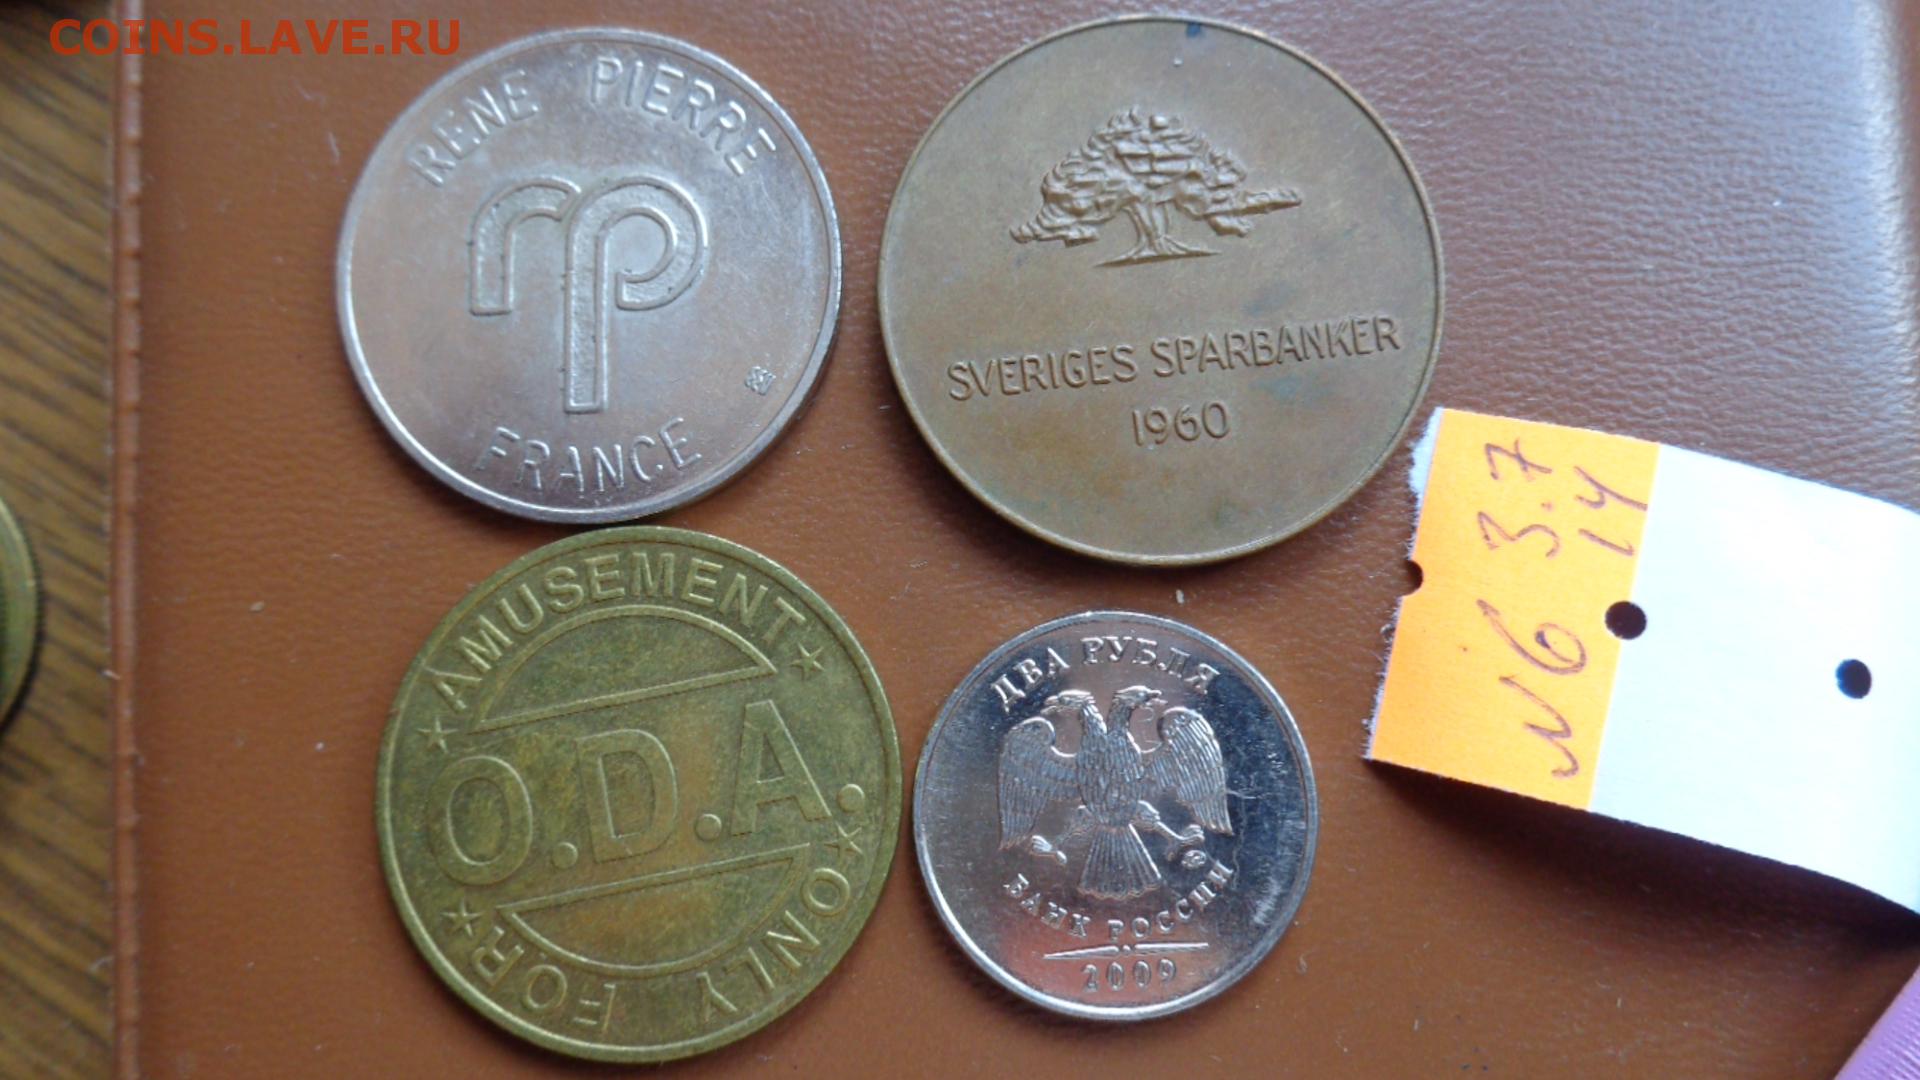 COINS.LAVE.RU
RENE PIERRE
rp
FRANCE
SVERIGES SPARBANKER
1960
AMUSEMENT
O.D.A.
FOR ONLY
ДВА РУБЛЯ
БАНК РОССИИ
2009
№6 3.7
14